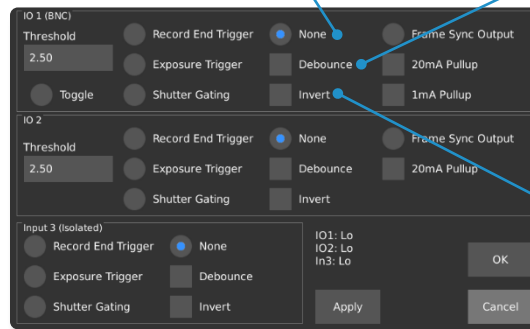 IO 1 (BNC)
Threshold
2.50
Toggle
Record End Trigger
Exposure Trigger
Shutter Gating
None
Debounce
Invert
Frame Sync Output
20mA Pullup
1mA Pullup
IO 2
Threshold
2.50
Record End Trigger
Exposure Trigger
Shutter Gating
None
Debounce
Invert
Frame Sync Output
20mA Pullup
Input 3 (Isolated)
Record End Trigger
Exposure Trigger
Shutter Gating
None
Debounce
Invert
IO1: Lo
IO2: Lo
In3: Lo
Apply
OK
Cancel